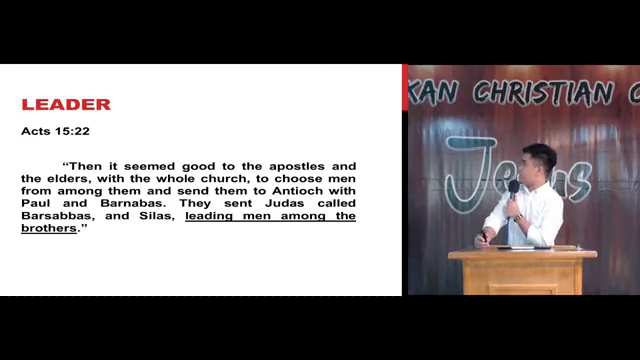 LEADER
Acts 15:22
“Then it seemed good to the apostles and
the elders, with the whole church, to choose men
from among them and send them to Antioch with
Paul and Barnabas. They sent Judas called
Barsabbas, and Silas, leading men among the
brothers.”
KAN CHRISTIAN C
Jesus